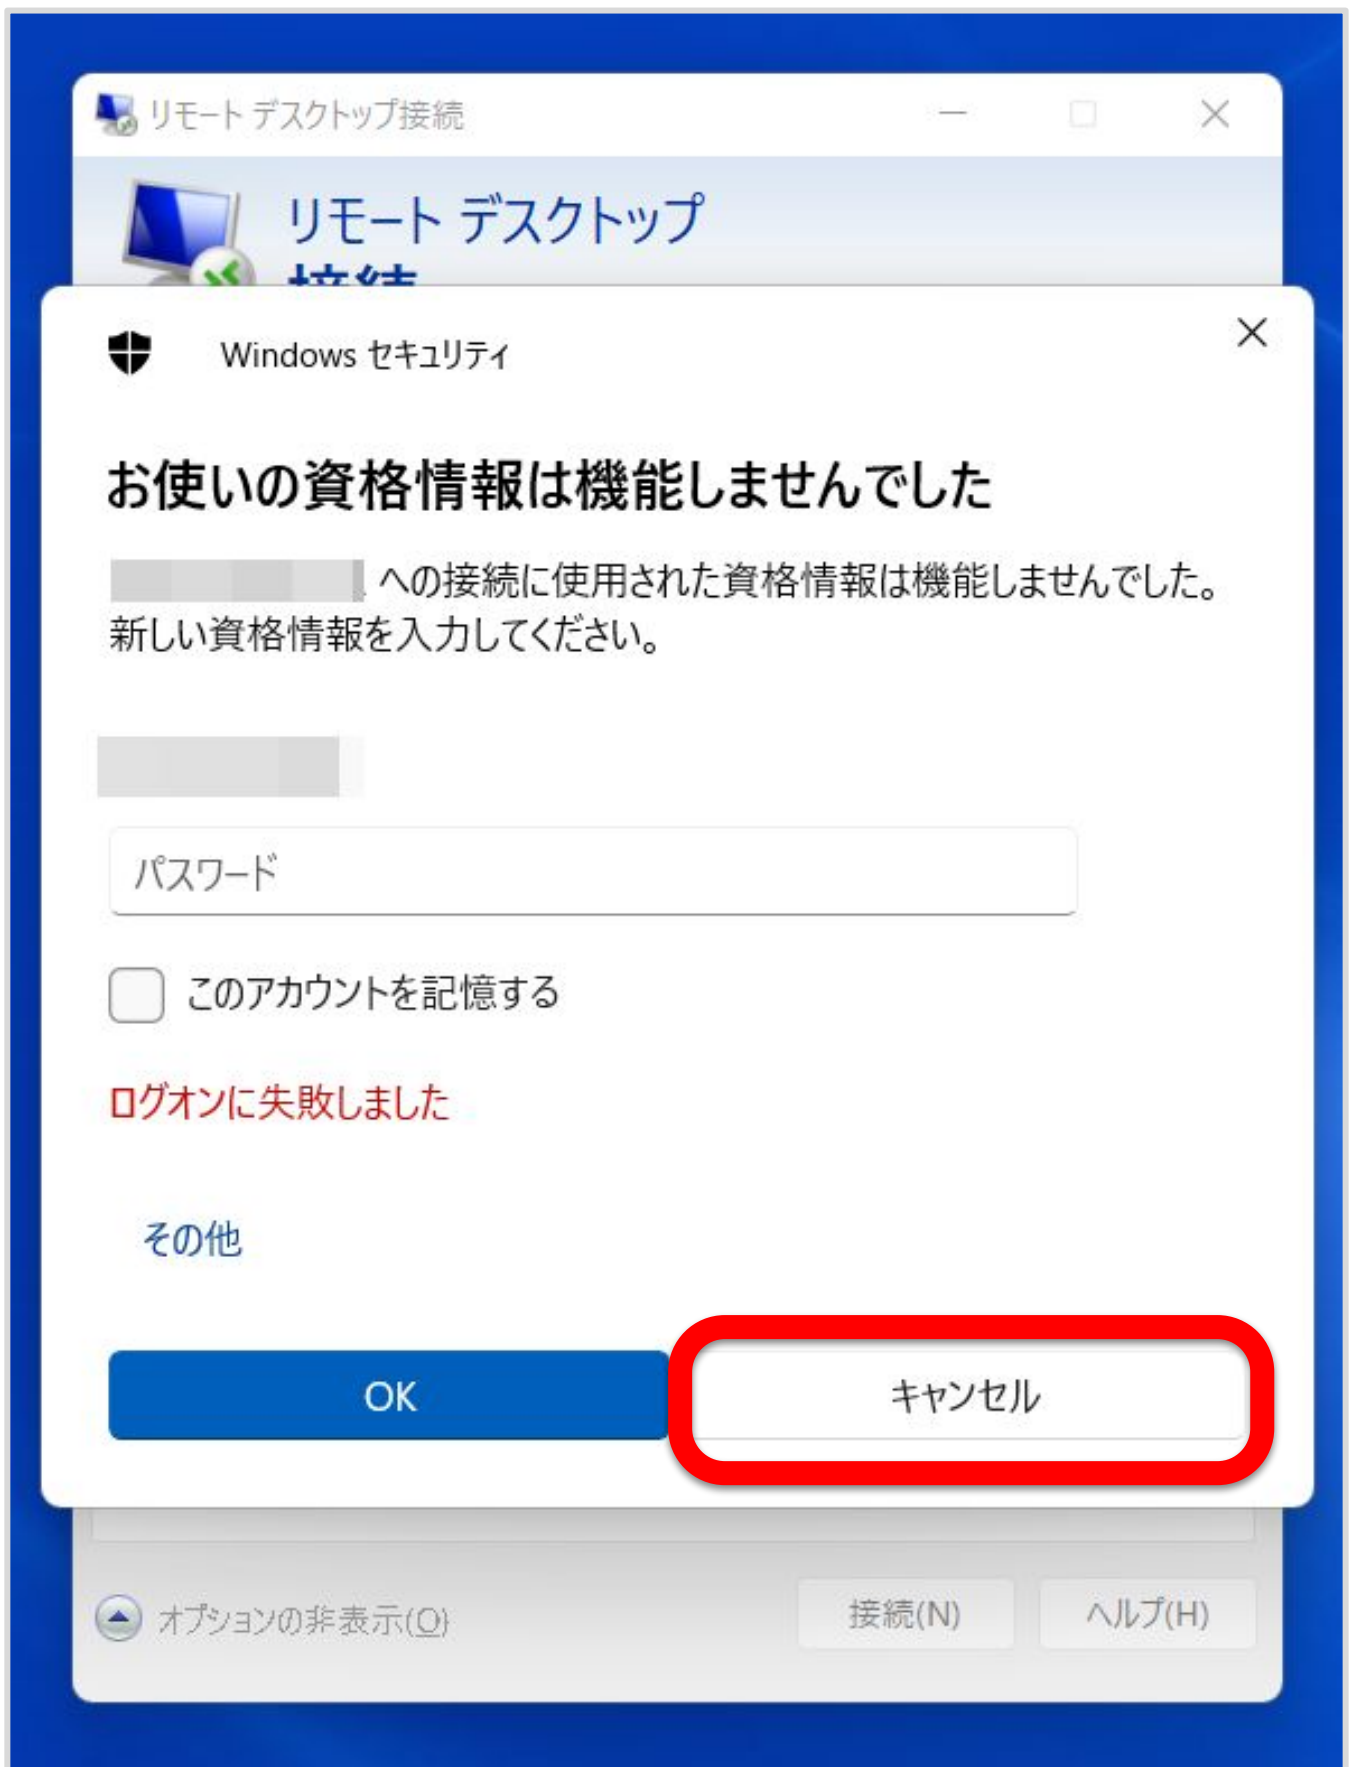 リモート デスクトップ接続
リモート デスクトップ
接続
Windows セキュリティ
お使いの資格情報は機能しませんでした
への接続に使用された資格情報は機能しませんでした。
新しい資格情報を入力してください。
パスワード
このアカウントを記憶する
ログオンに失敗しました
その他
OK
キャンセル
オプションの非表示(O)
接続(N)
ヘルプ(H)